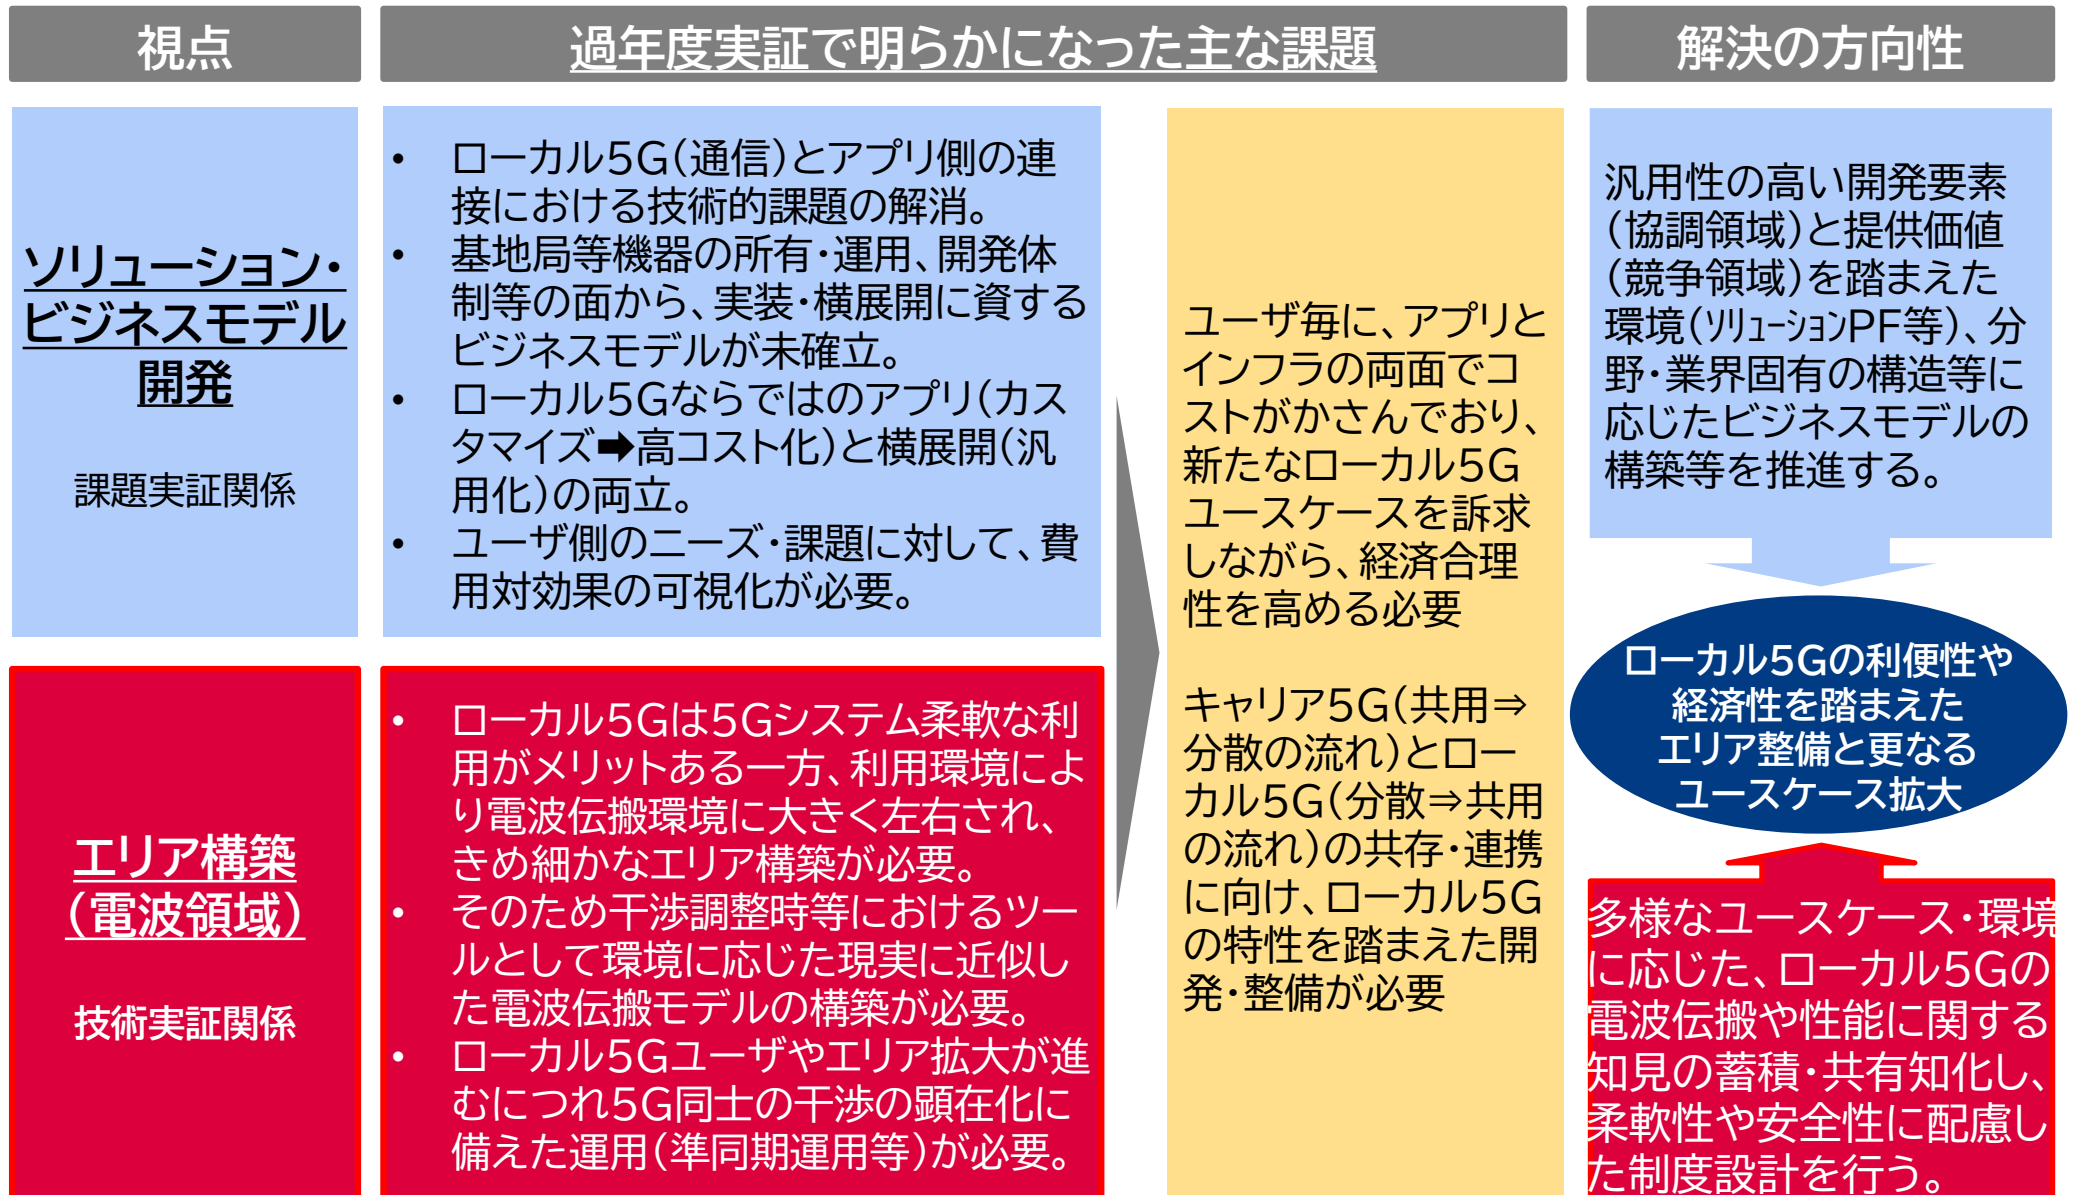 視点
過年度実証で明らかになった主な課題
解決の方向性
ソリューション・
ビジネスモデル
開発
課題実証関係
• ローカル5G(通信)とアプリ側の連
接における技術的課題の解消。
• 基地局等機器の所有・運用、開発体
制等の面から、実装・横展開に資する
ビジネスモデルが未確立。
• ローカル5Gならではのアプリ(カス
タマイズ➡高コスト化)と横展開(汎
用化)の両立。
• ユーザ側のニーズ・課題に対して、費
用対効果の可視化が必要。
エリア構築
(電波領域)
技術実証関係
• ローカル5Gは5Gシステム柔軟な利
用がメリットある一方、利用環境によ
り電波伝搬環境に大きく左右され、
きめ細かなエリア構築が必要。
• そのため干渉調整時等におけるツー
ルとして環境に応じた現実に近似し
た電波伝搬モデルの構築が必要。
• ローカル5Gユーザやエリア拡大が進
むにつれ5G同士の干渉の顕在化に
備えた運用(準同期運用等)が必要。
ユーザ毎に、アプリと
インフラの両面でコ
ストがかさんでおり、
新たなローカル5G
ユースケースを訴求
しながら、経済合理
性を高める必要
キャリア5G(共用⇒
分散の流れ)とロー
カル5G(分散⇒共用
の流れ)の共存・連携
に向け、ローカル5G
の特性を踏まえた開
発・整備が必要
汎用性の高い開発要素
(協調領域)と提供価値
(競争領域)を踏まえた
環境(ソリューションPF等)、分
野・業界固有の構造等に
応じたビジネスモデルの
構築等を推進する。
ローカル5Gの利便性や
経済性を踏まえた
エリア整備と更なる
ユースケース拡大
多様なユースケース・環境
に応じた、ローカル5Gの
電波伝搬や性能に関する
知見の蓄積・共有知化し、
柔軟性や安全性に配慮し
た制度設計を行う。